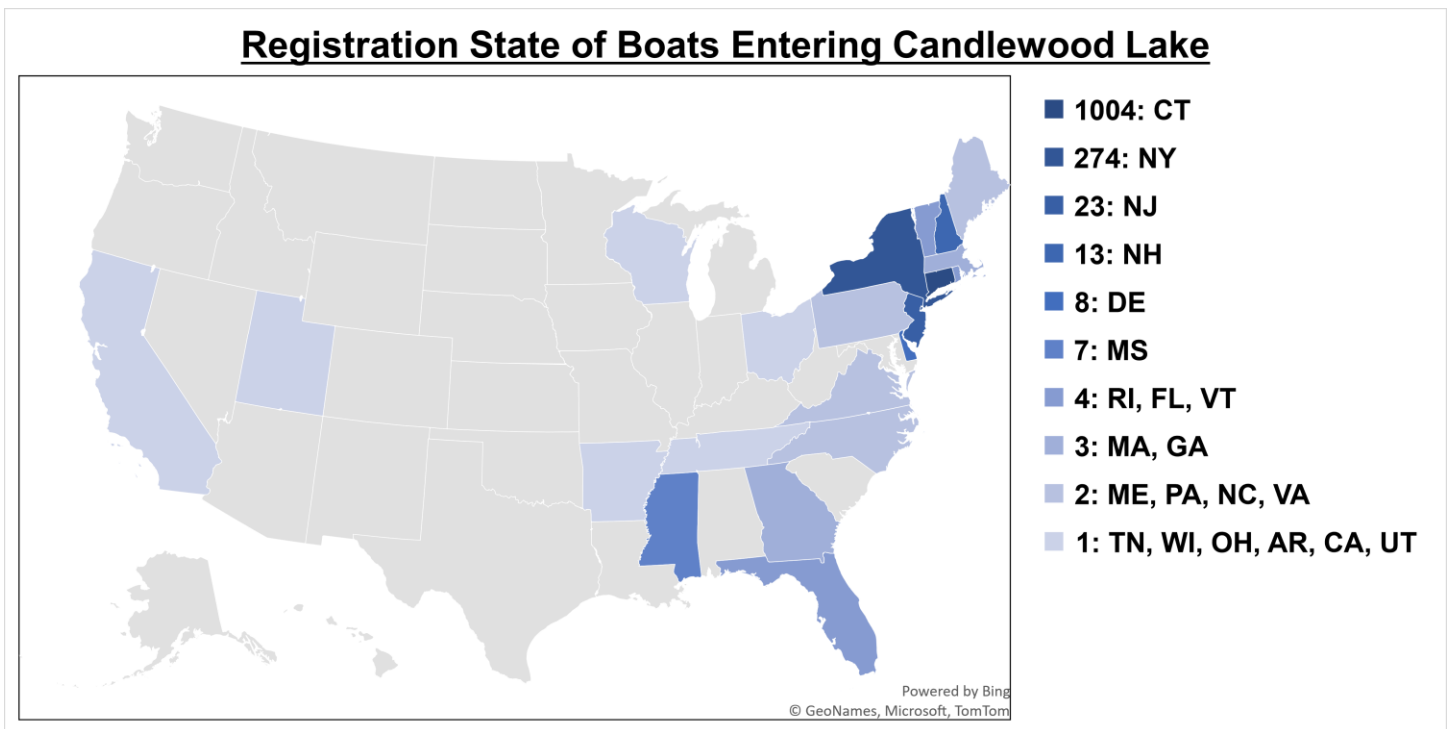 Registration State of Boats Entering Candlewood Lake
1004: CT
274: NY
23: NJ
13: NH
8: DE
7: MS
4: RI, FL, VT
3: MA, GA
2: ME, PA, NC, VA
1: TN, WI, OH, AR, CA, UT
Powered by Bing
© GeoNames, Microsoft, TomTom